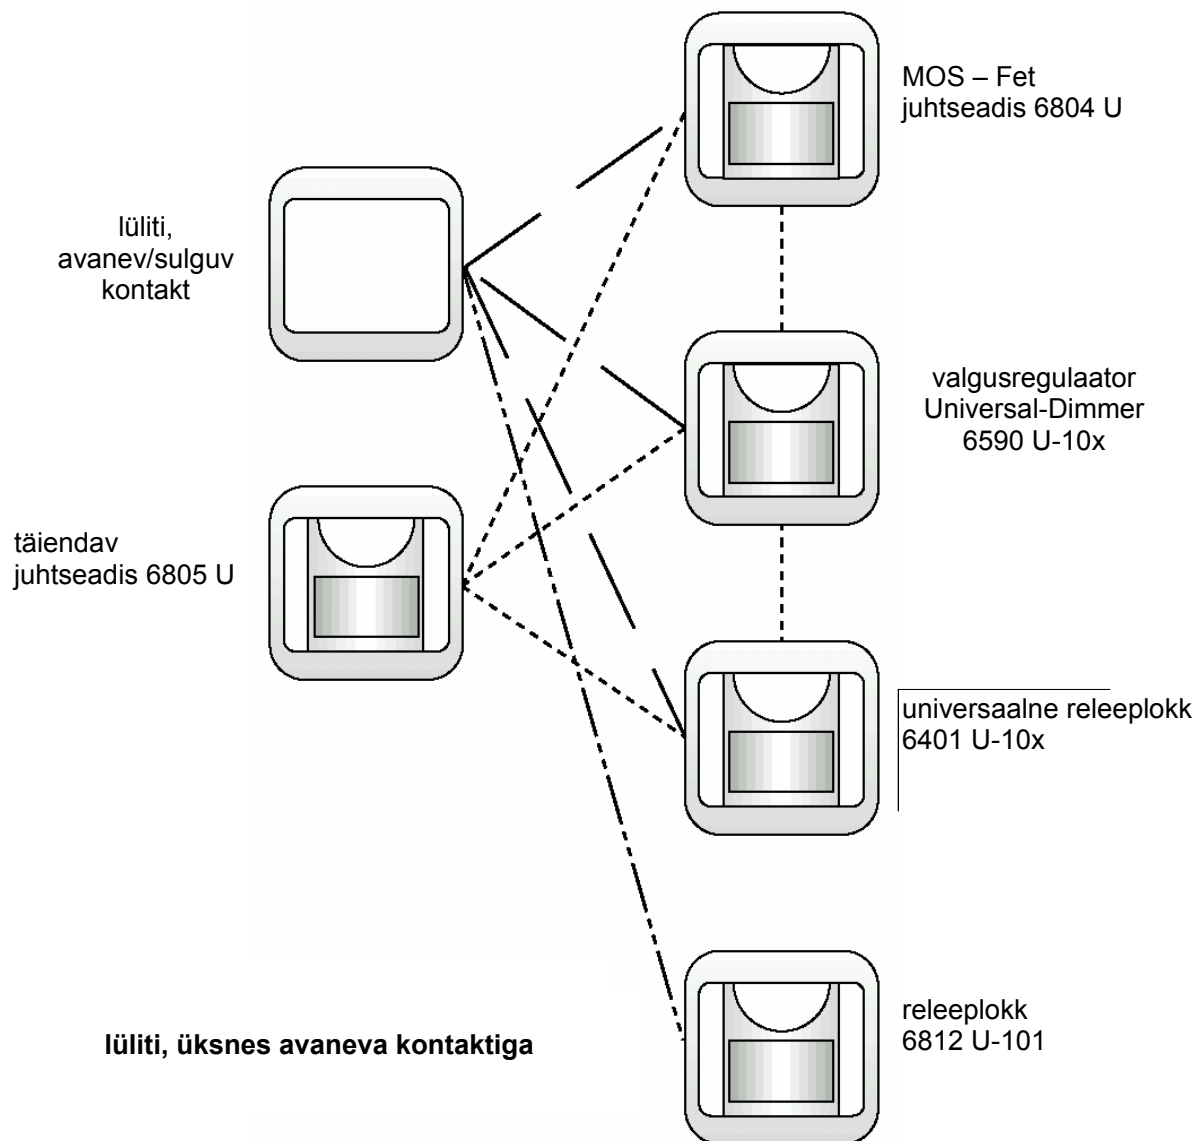 MOS – Fet
juhtseadis 6804 U
lüliti,
avanev/sulguv
kontakt
valgusregulaator
Universal-Dimmer
6590 U-10x
täiendav
juhtseadis 6805 U
universaalne releeplokk
6401 U-10x
releeplokk
6812 U-101
lüliti, üksnes avaneva kontaktiga